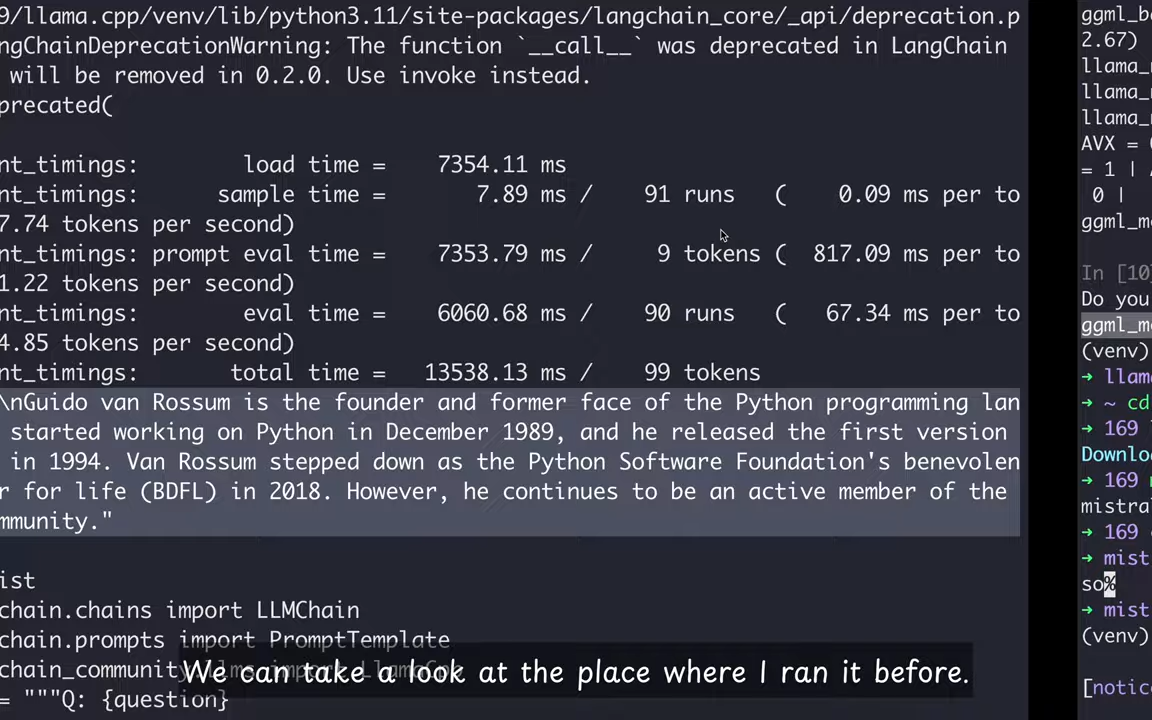 9/llama.cpp/venv/lib/python3.11/site-packages/langchain_core/_api/deprecation.p
ngChainDeprecationWarning: The function `__call__` was deprecated in LangChain
will be removed in 0.2.0. Use invoke instead.
precated(
nt_timings:        load time =    7354.11 ms
nt_timings:      sample time =       7.89 ms /    91 runs   (    0.09 ms per to
7.74 tokens per second)
nt_timings: prompt eval time =    7353.79 ms /     9 tokens (  817.09 ms per to
1.22 tokens per second)
nt_timings:        eval time =    6060.68 ms /    90 runs   (   67.34 ms per to
4.85 tokens per second)
nt_timings:       total time =   13538.13 ms /    99 tokens
\nGuido van Rossum is the founder and former face of the Python programming lan
started working on Python in December 1989, and he released the first version
in 1994. Van Rossum stepped down as the Python Software Foundation's benevolen
r for life (BDFL) in 2018. However, he continues to be an active member of the
mmunity."
ist
chain.chains import LLMChain
chain.prompts import PromptTemplate
chain_community.llms import LlamaCpp
= """Q: {question}
We can take a look at the place where I ran it before.
ggml_b
2.67)
llama_
llama_
llama_
AVX =
= 1 |
0 |
ggml_m
In [10
Do you
ggml_m
(venv)
→ llam
→ ~ cd
→ 169
Downlo
→ 169
mistra
→ 169
→ mist
so%
→ mist
(venv)
[notic